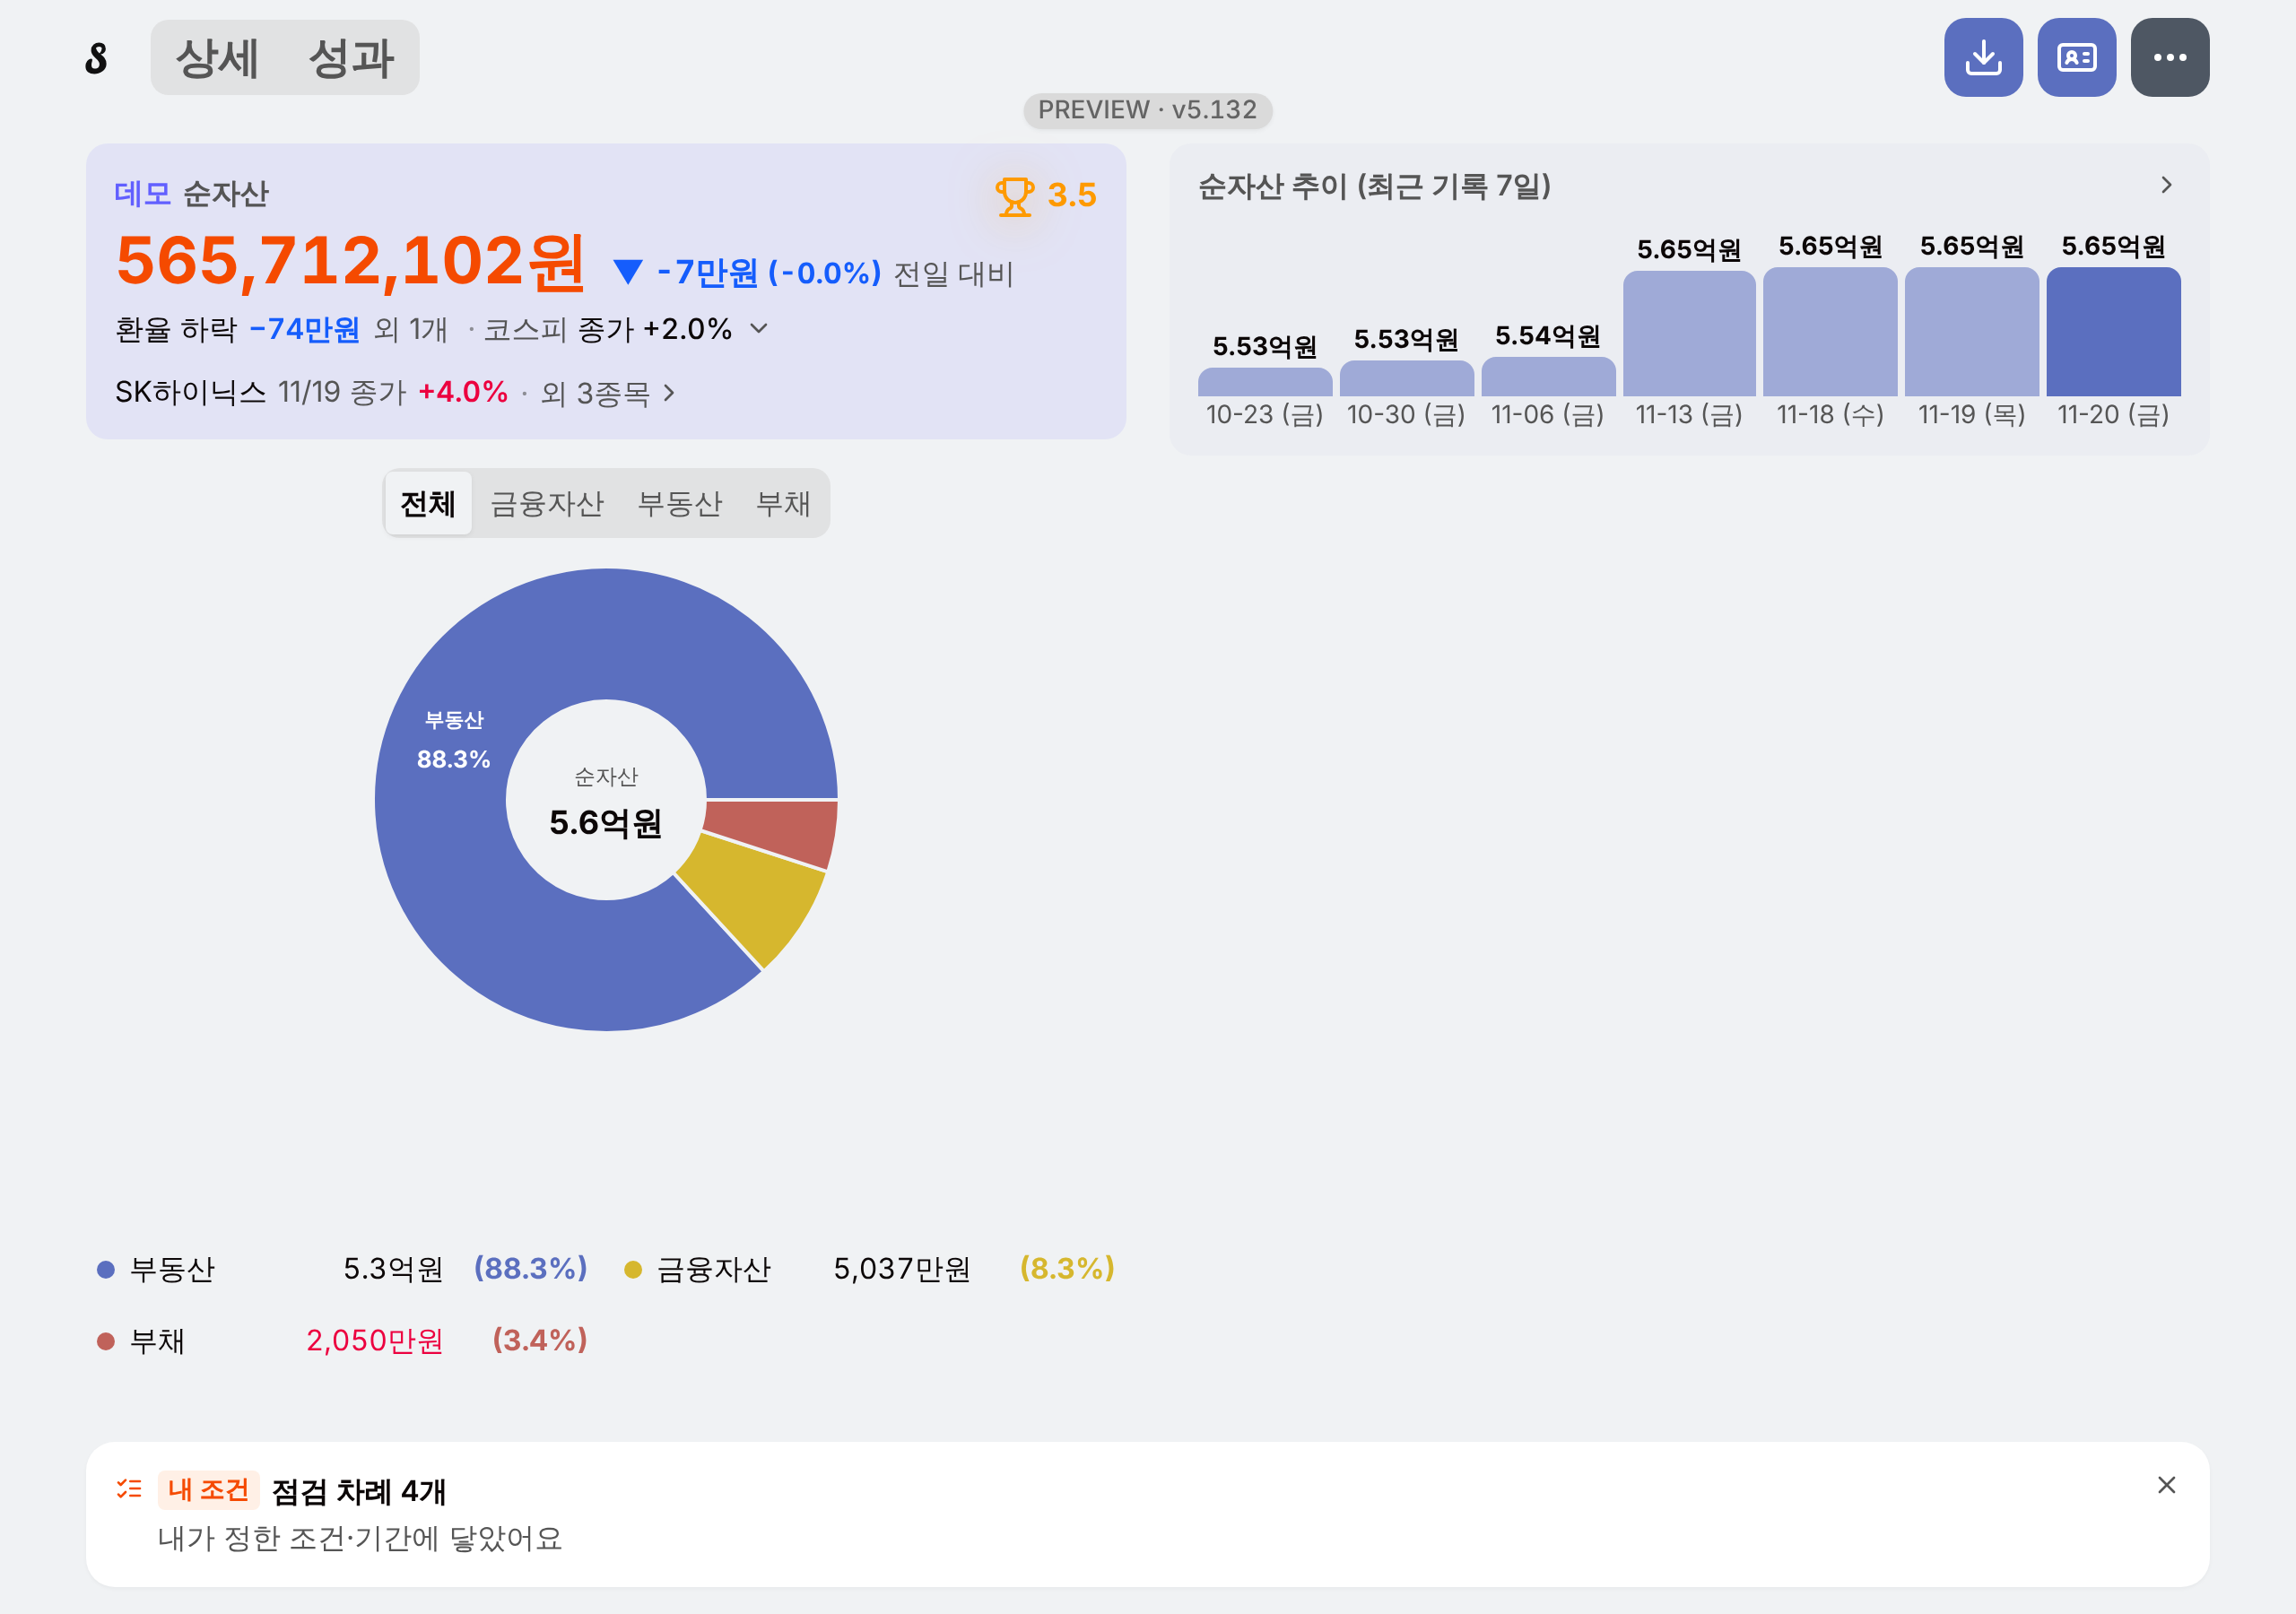 S 상세 성과
PREVIEW · v5.132
데모 순자산
3.5
565,712,102원 ▼ -7만원 (-0.0%) 전일 대비
환율 하락 −74만원 외 1개 · 코스피 종가 +2.0%
SK하이닉스 11/19 종가 +4.0% · 외 3종목
순자산 추이 (최근 기록 7일)
5.53억원 5.53억원 5.54억원 5.65억원 5.65억원 5.65억원 5.65억원
10-23 (금) 10-30 (금) 11-06 (금) 11-13 (금) 11-18 (수) 11-19 (목) 11-20 (금)
전체 금융자산 부동산 부채
부동산
88.3%
순자산
5.6억원
부동산 5.3억원 (88.3%) 금융자산 5,037만원 (8.3%)
부채 2,050만원 (3.4%)
내 조건 점검 차례 4개
내가 정한 조건·기간에 닿았어요